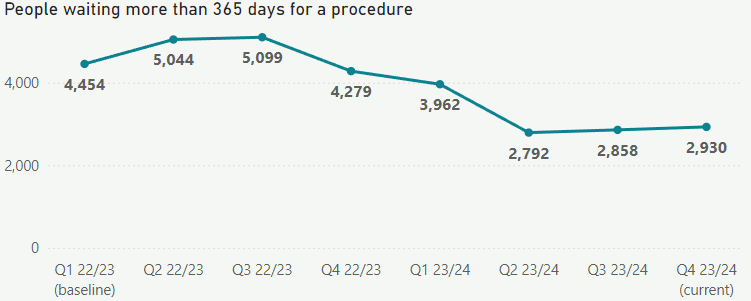 People waiting more than 365 days for a procedure
4,454
5,044
5,099
4,279
3,962
2,792
2,858
2,930
4,000
2,000
0
Q1 22/23
(baseline)
Q2 22/23
Q3 22/23
Q4 22/23
Q1 23/24
Q2 23/24
Q3 23/24
Q4 23/24
(current)